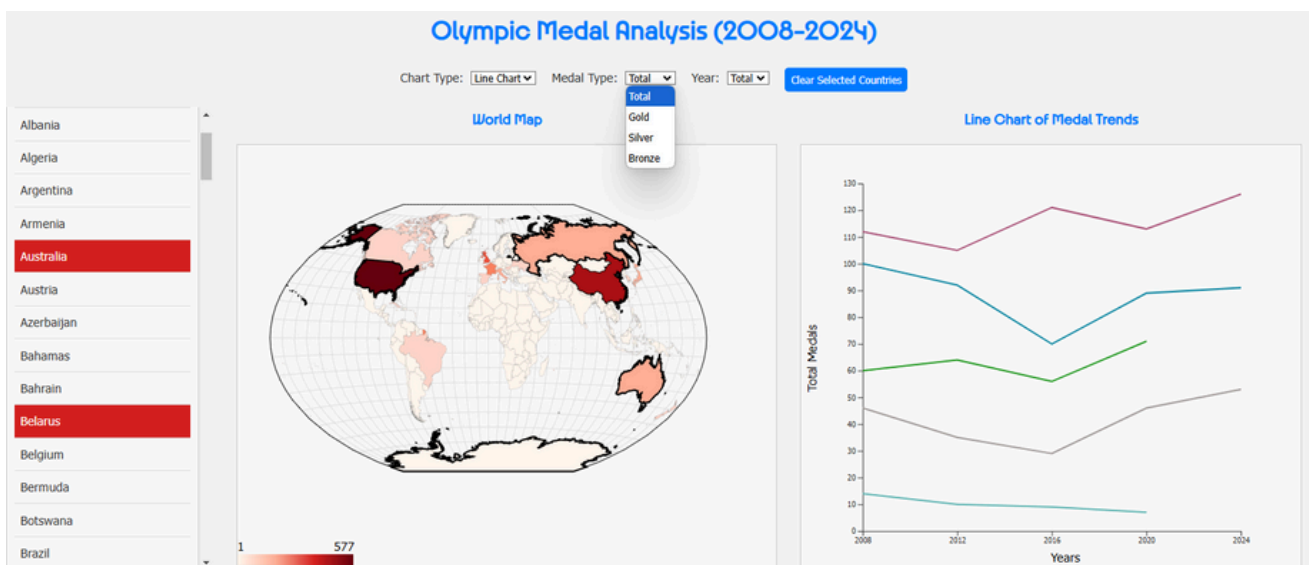 Olympic Medal Analysis (2008-2024)
Chart Type: Line Chart Medal Type: Total Year: Total Clear Selected Countries
Total
Gold
Silver
Bronze
Albania
Algeria
Argentina
Armenia
Australia
Austria
Azerbaijan
Bahamas
Bahrain
Belarus
Belgium
Bermuda
Botswana
Brazil
World Map
1 577
Line Chart of Medal Trends
130
120
110
100
90
80
70
60
50
40
30
20
10
0
Total Medals
2008 2012 2016 2020 2024
Years